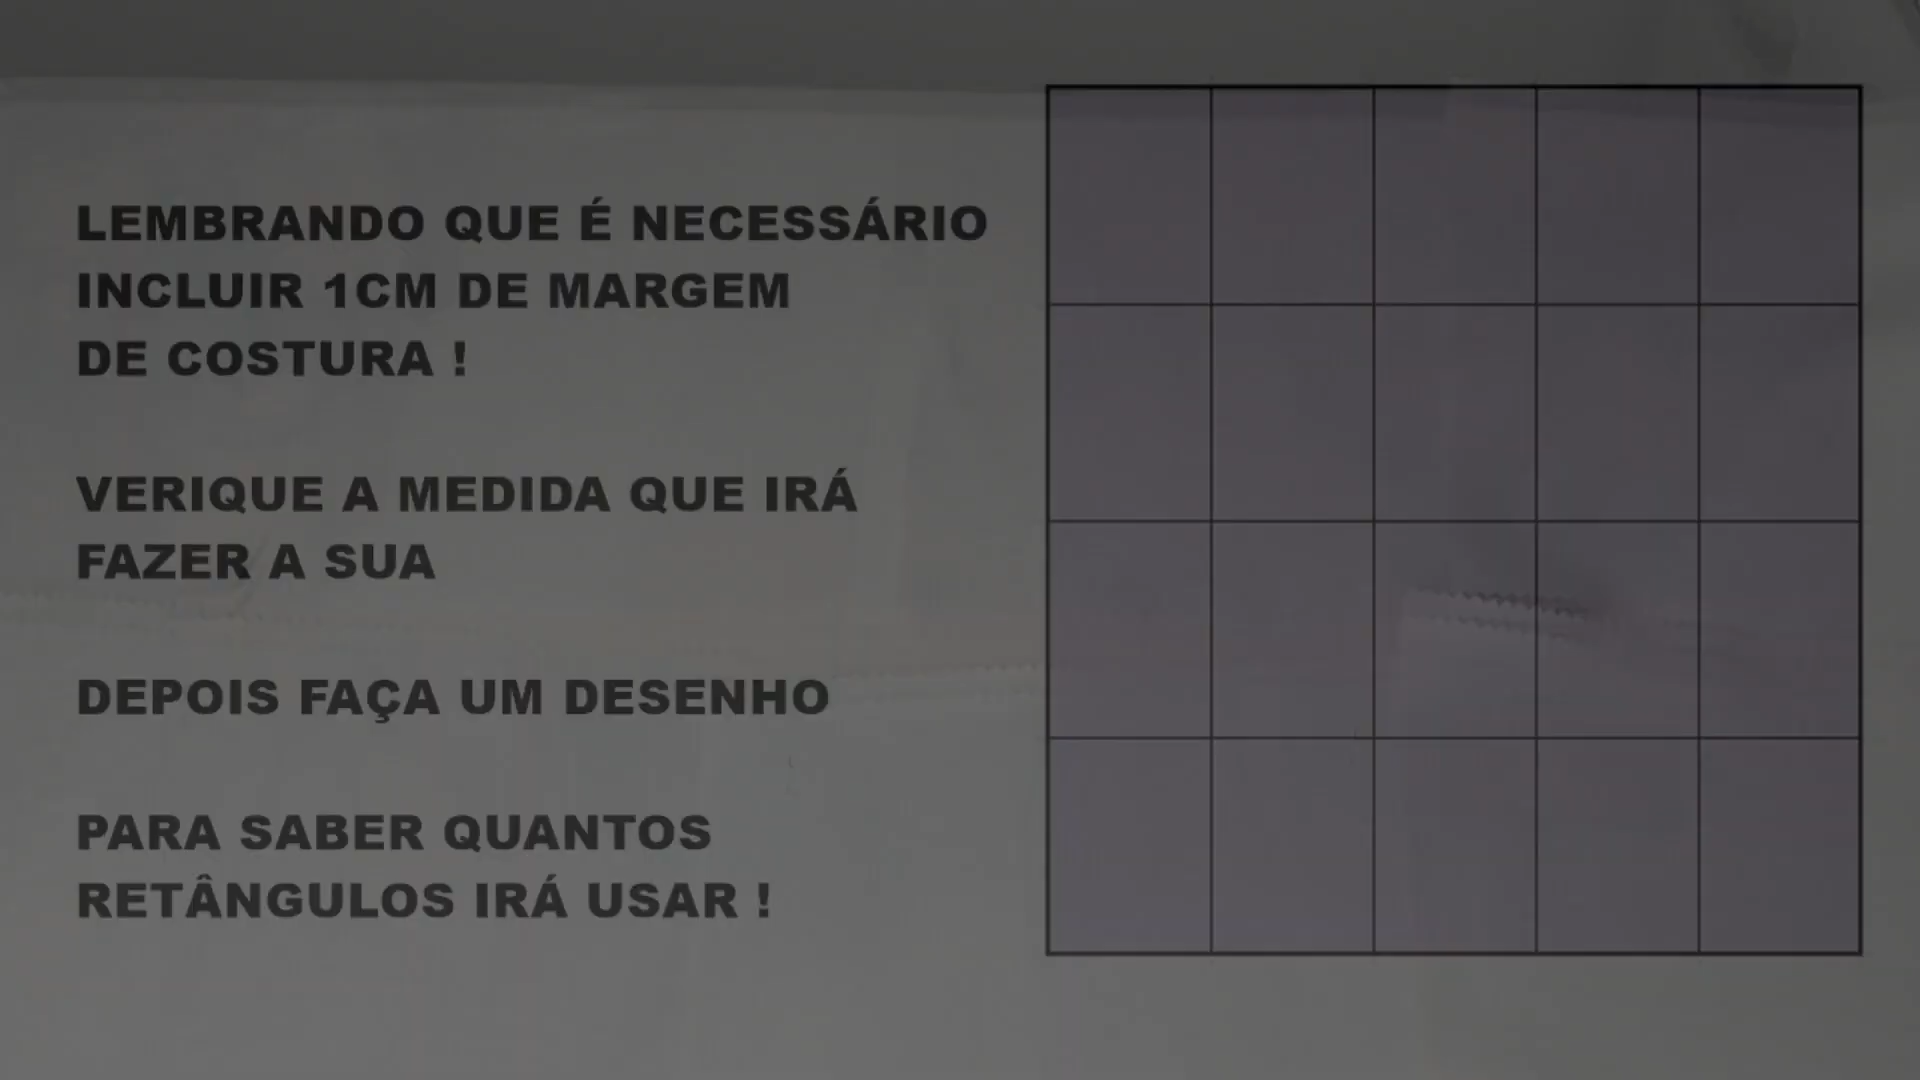 LEMBRANDO QUE É NECESSÁRIO
INCLUIR 1CM DE MARGEM
DE COSTURA !
VERIQUE A MEDIDA QUE IRÁ
FAZER A SUA
DEPOIS FAÇA UM DESENHO
PARA SABER QUANTOS
RETÂNGULOS IRÁ USAR !